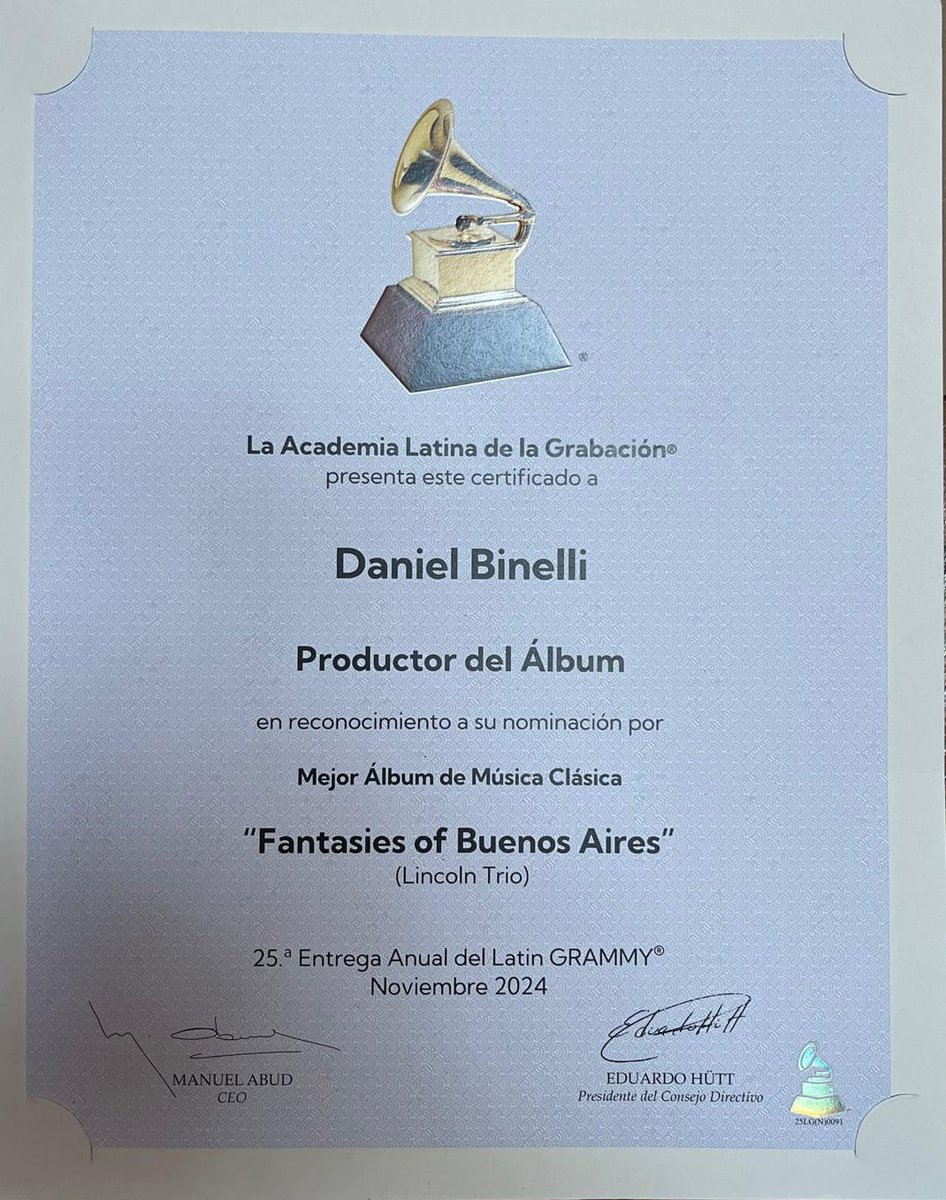 ®
La Academia Latina de la Grabación®
presenta este certificado a
Daniel Binelli
Productor del Álbum
en reconocimiento a su nominación por
Mejor Álbum de Música Clásica
“Fantasies of Buenos Aires”
(Lincoln Trio)
25.ª Entrega Anual del Latin GRAMMY®
Noviembre 2024
MANUEL ABUD
CEO
EDUARDO HÜTT
Presidente del Consejo Directivo
25LG(N)0091